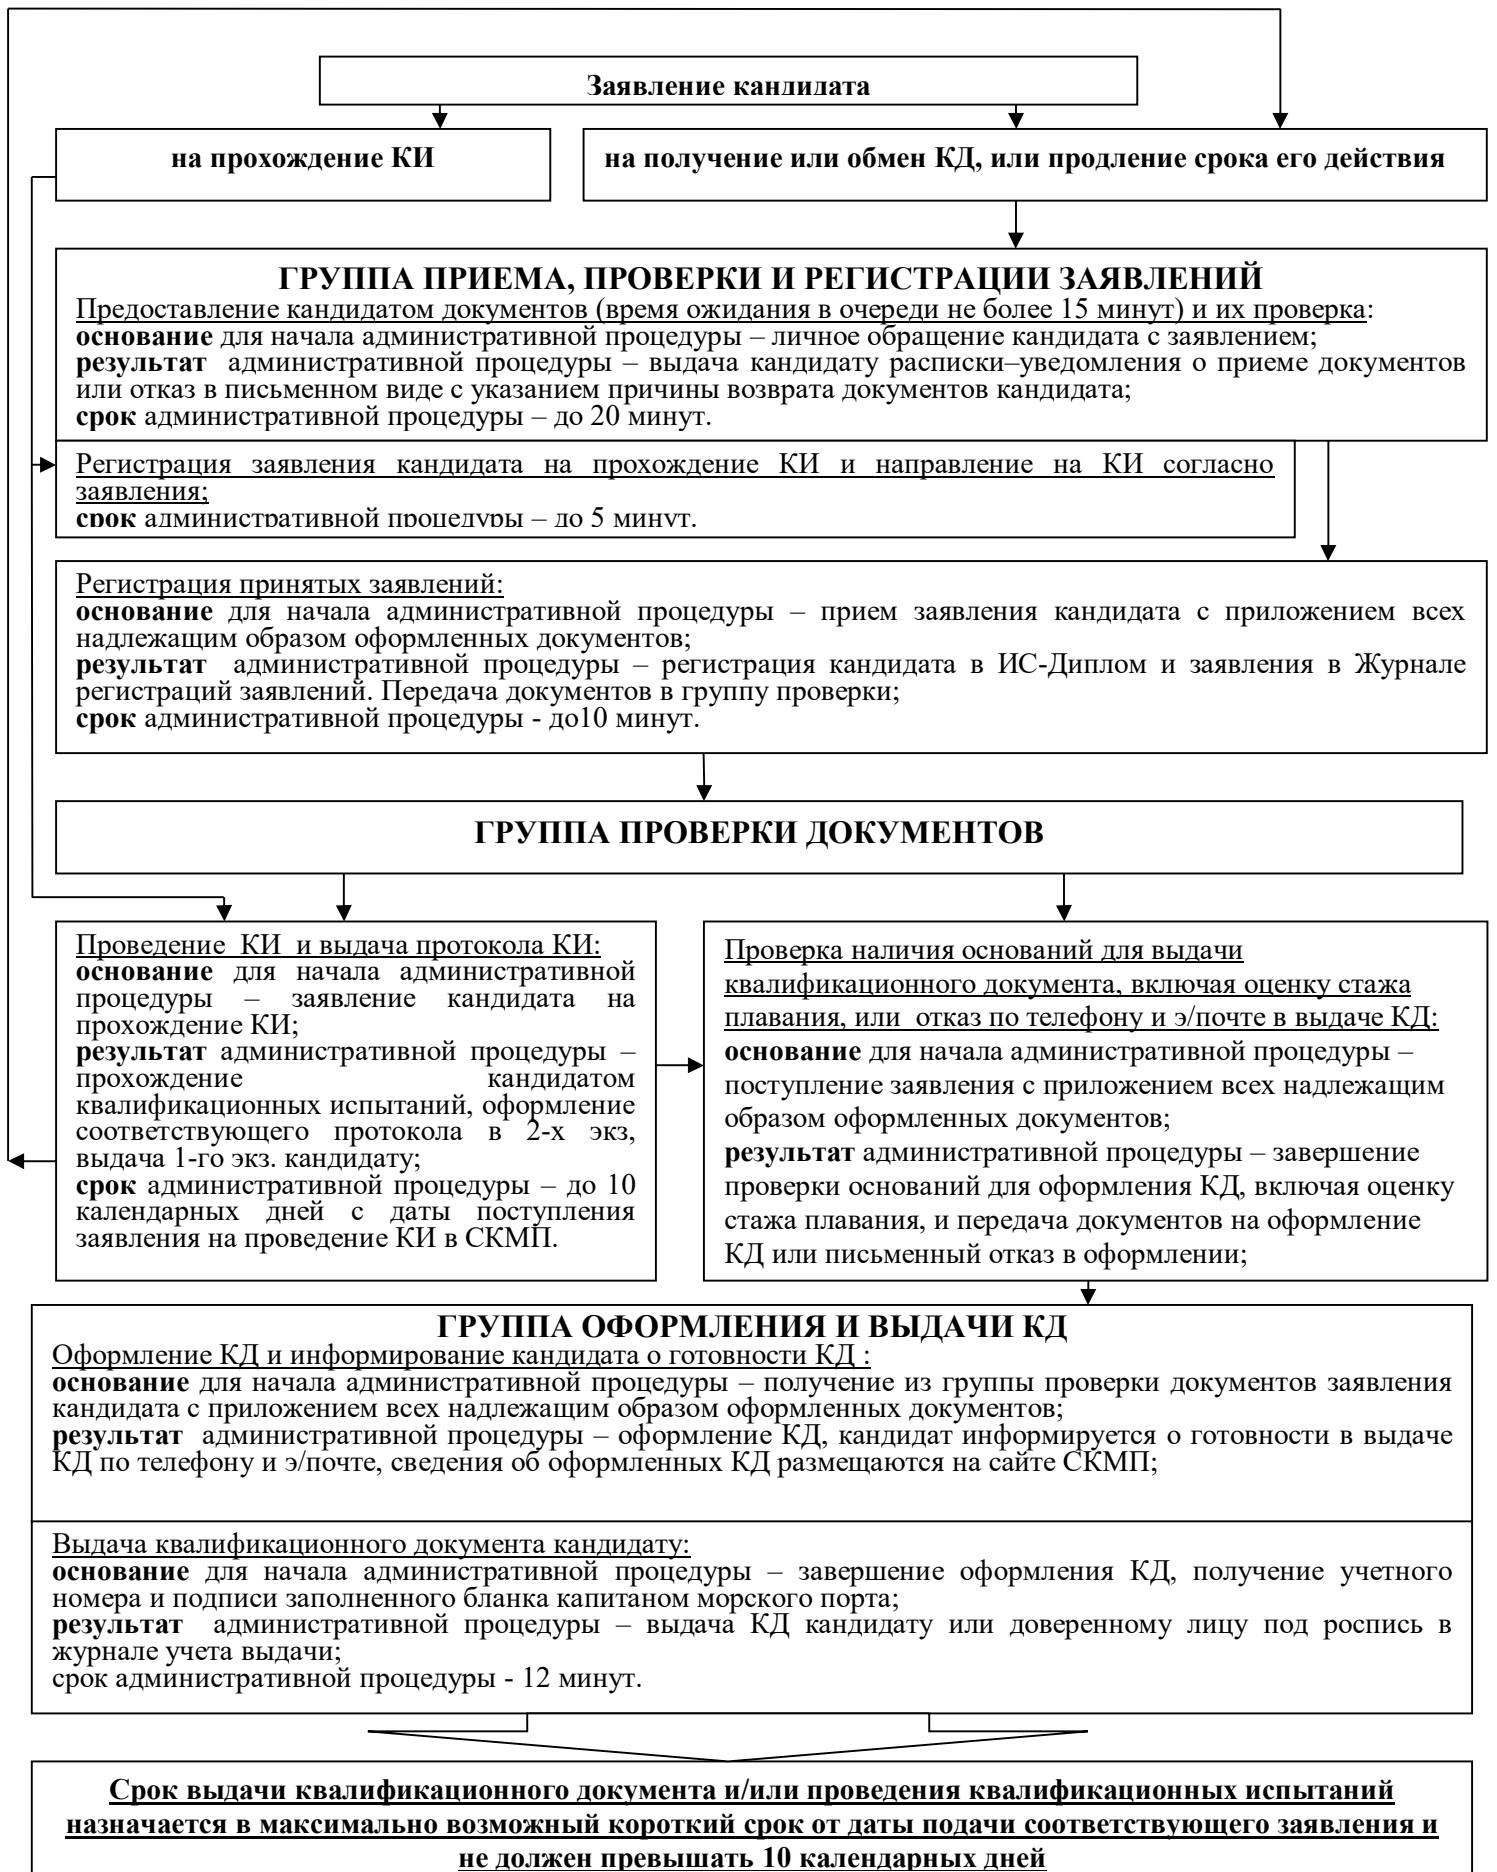 Заявление кандидата
на прохождение КИ
на получение или обмен КД, или продление срока его действия
ГРУППА ПРИЕМА, ПРОВЕРКИ И РЕГИСТРАЦИИ ЗАЯВЛЕНИЙ
Предоставление кандидатом документов (время ожидания в очереди не более 15 минут) и их проверка:
основание для начала административной процедуры – личное обращение кандидата с заявлением;
результат административной процедуры – выдача кандидату расписки–уведомления о приеме документов
или отказ в письменном виде с указанием причины возврата документов кандидата;
срок административной процедуры – до 20 минут.
Регистрация заявления кандидата на прохождение КИ и направление на КИ согласно
заявления;
срок административной процедуры – до 5 минут.
Регистрация принятых заявлений:
основание для начала административной процедуры – прием заявления кандидата с приложением всех
надлежащим образом оформленных документов;
результат административной процедуры – регистрация кандидата в ИС-Диплом и заявления в Журнале
регистраций заявлений. Передача документов в группу проверки;
срок административной процедуры - до10 минут.
ГРУППА ПРОВЕРКИ ДОКУМЕНТОВ
Проведение КИ и выдача протокола КИ:
основание для начала административной
процедуры – заявление кандидата на
прохождение КИ;
результат административной процедуры –
прохождение кандидатом
квалификационных испытаний, оформление
соответствующего протокола в 2-х экз,
выдача 1-го экз. кандидату;
срок административной процедуры – до 10
календарных дней с даты поступления
заявления на проведение КИ в СКМП.
Проверка наличия оснований для выдачи
квалификационного документа, включая оценку стажа
плавания, или отказ по телефону и э/почте в выдаче КД:
основание для начала административной процедуры –
поступление заявления с приложением всех надлежащим
образом оформленных документов;
результат административной процедуры – завершение
проверки оснований для оформления КД, включая оценку
стажа плавания, и передача документов на оформление
КД или письменный отказ в оформлении;
ГРУППА ОФОРМЛЕНИЯ И ВЫДАЧИ КД
Оформление КД и информирование кандидата о готовности КД :
основание для начала административной процедуры – получение из группы проверки документов заявления
кандидата с приложением всех надлежащим образом оформленных документов;
результат административной процедуры – оформление КД, кандидат информируется о готовности в выдаче
КД по телефону и э/почте, сведения об оформленных КД размещаются на сайте СКМП;
Выдача квалификационного документа кандидату:
основание для начала административной процедуры – завершение оформления КД, получение учетного
номера и подписи заполненного бланка капитаном морского порта;
результат административной процедуры – выдача КД кандидату или доверенному лицу под роспись в
журнале учета выдачи;
срок административной процедуры - 12 минут.
Срок выдачи квалификационного документа и/или проведения квалификационных испытаний
назначается в максимально возможный короткий срок от даты подачи соответствующего заявления и
не должен превышать 10 календарных дней